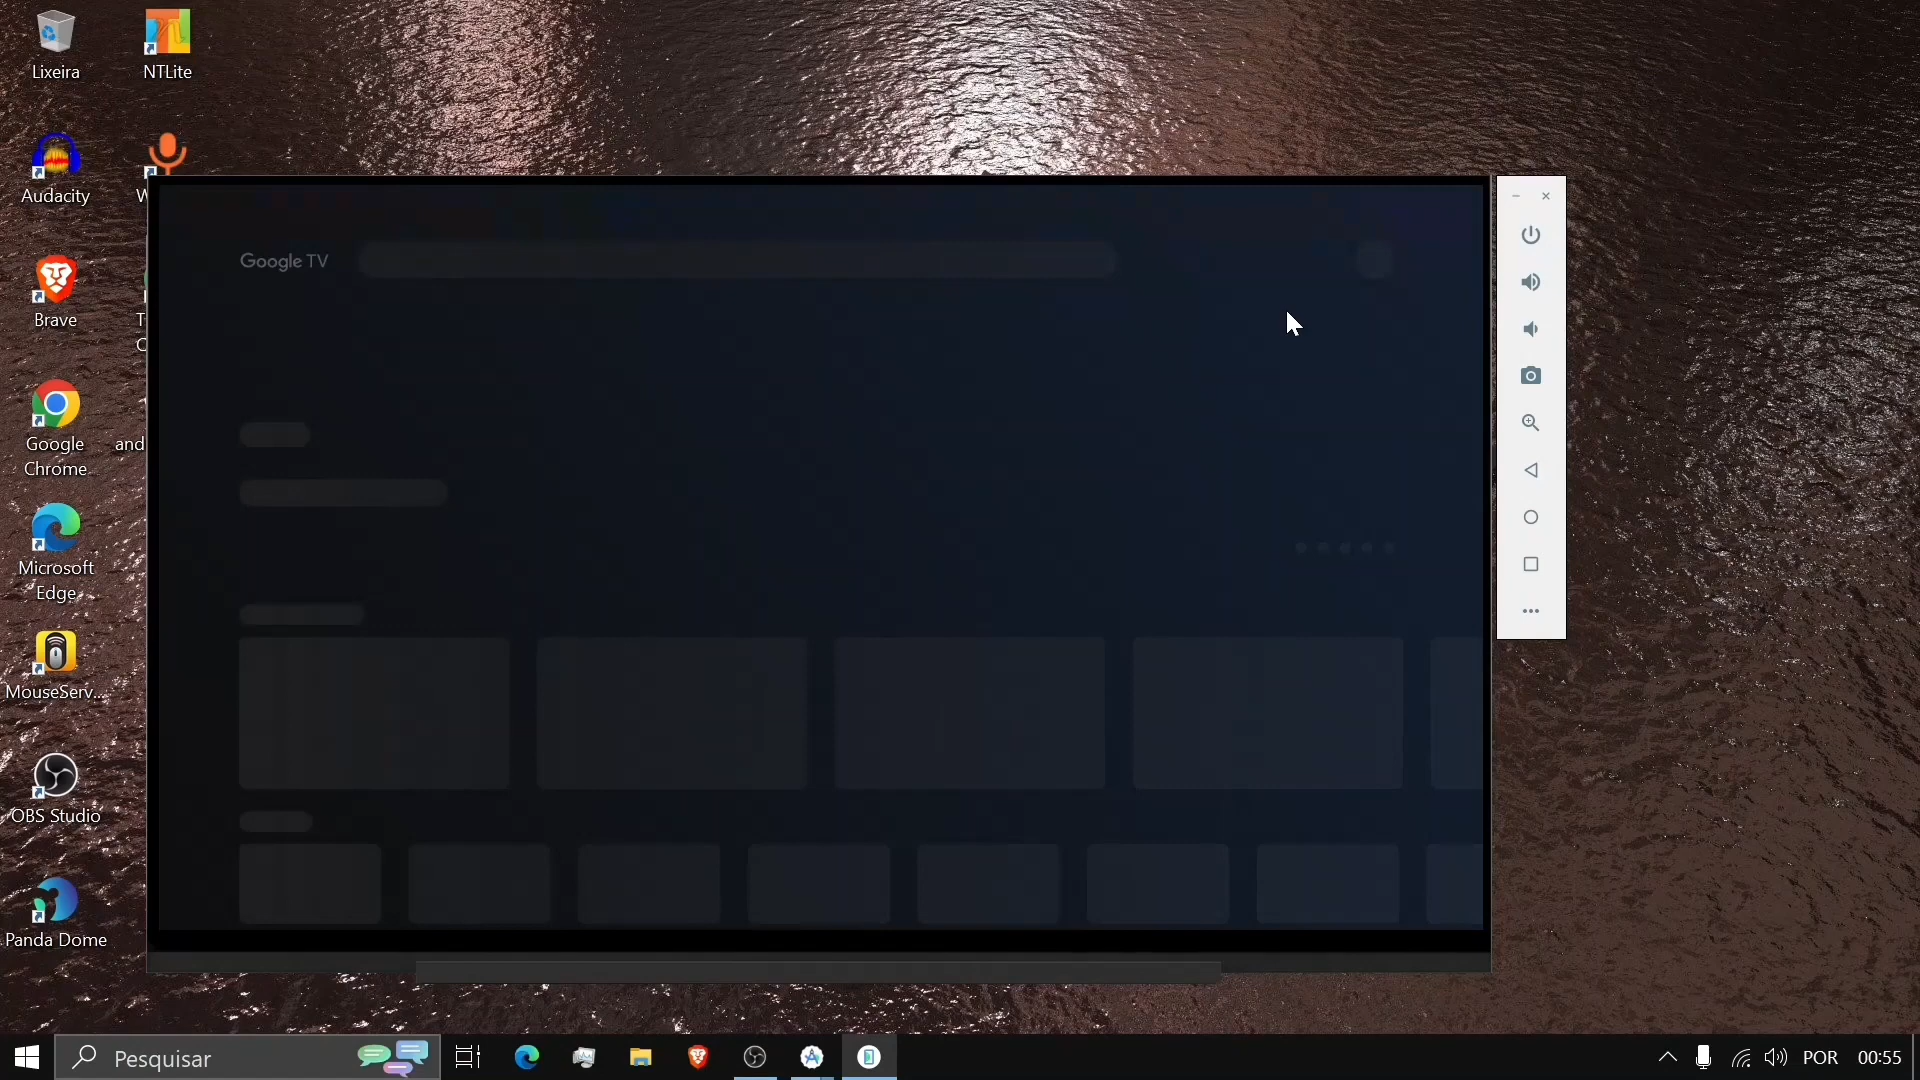 Lixeira
NTLite
Audacity
W
Brave
T
C
Google
Chrome
and
Microsoft
Edge
MouseServ...
OBS Studio
Panda Dome
Google TV
Pesquisar
POR
00:55